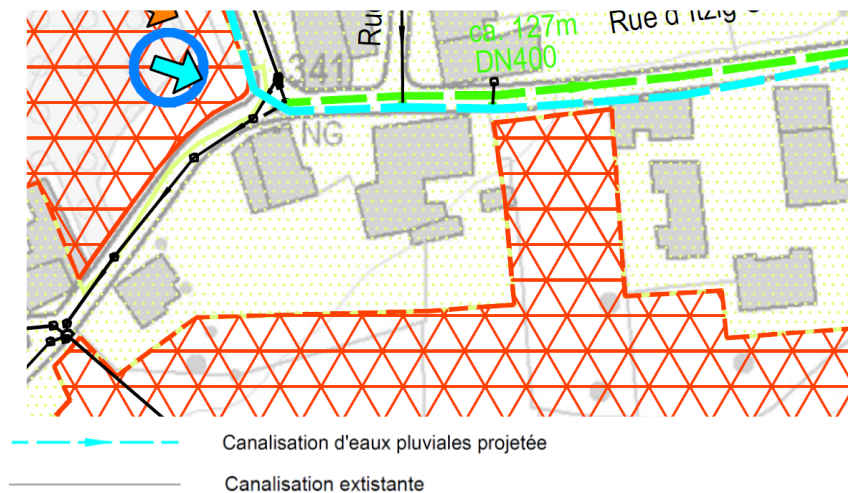 Rue d'Itzig
ca. 127m
DN400
341
NG
Canalisation d'eaux pluviales projetée
Canalisation extistante